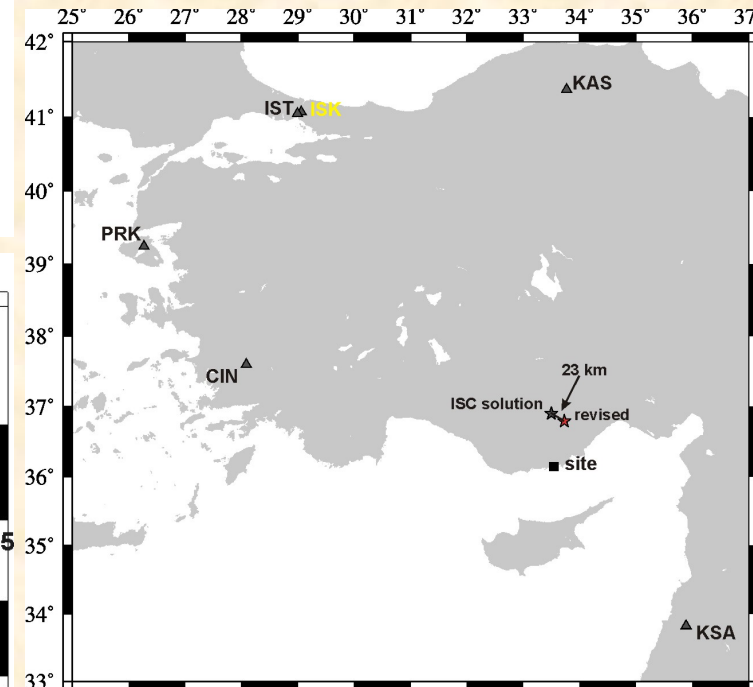 25° 26° 27° 28° 29° 30° 31° 32° 33° 34° 35° 36° 37
42°
KAS
IST ISK
41°
40°
PRK
39°
38°
23 km
CIN
ISC solution
37°
revised
site
36°
5
35°
34°
KSA
33°